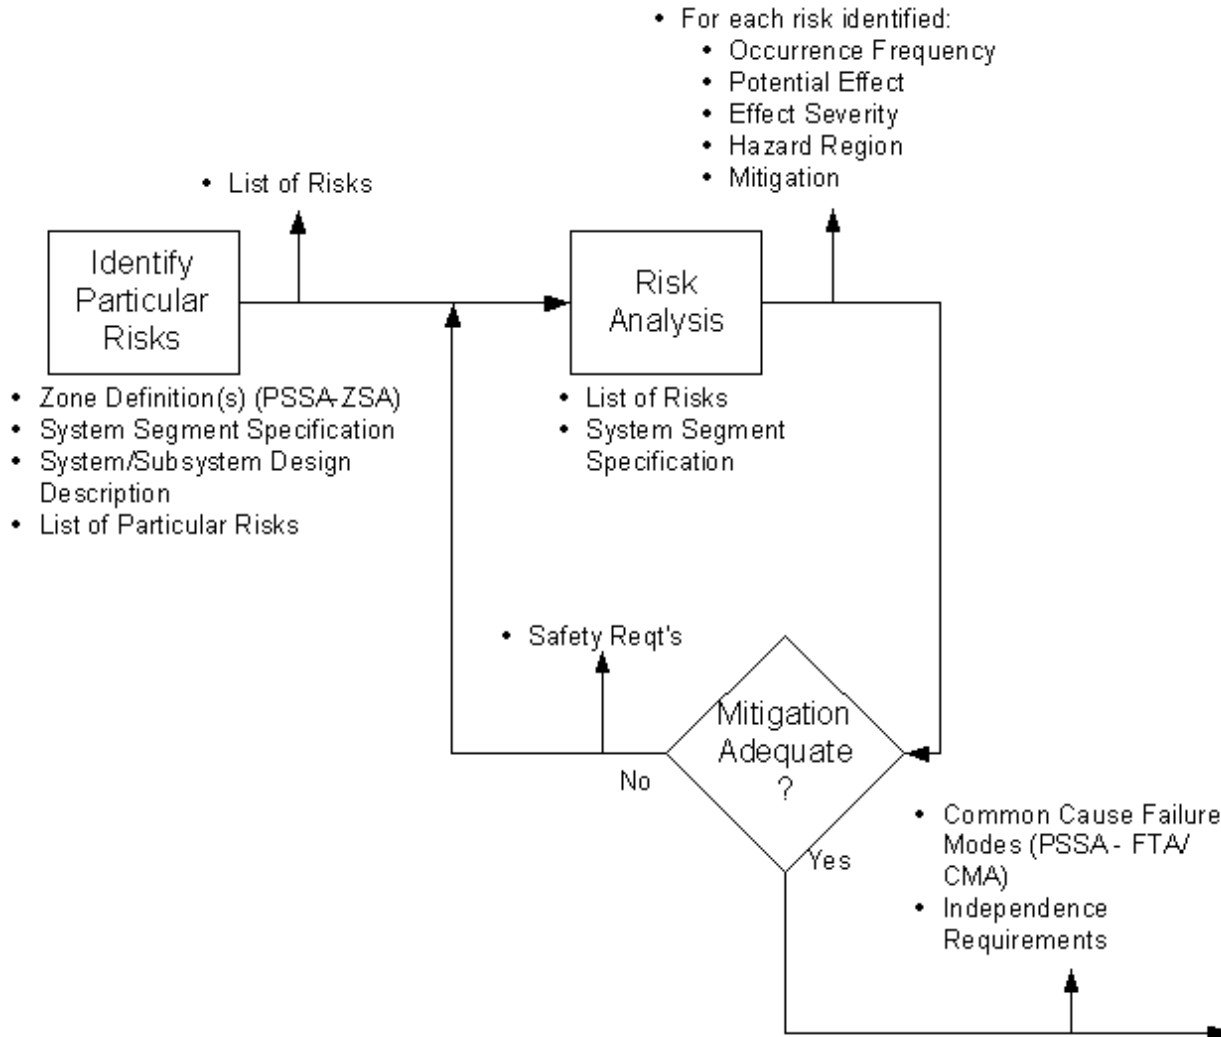 • For each risk identified:
• Occurrence Frequency
• Potential Effect
• Effect Severity
• Hazard Region
• Mitigation
• List of Risks
Identify
Particular
Risks
Risk
Analysis
• Zone Definition(s) (PSSA-ZSA)
• System Segment Specification
• System/Subsystem Design
Description
• List of Particular Risks
• List of Risks
• System Segment
Specification
• Safety Reqt's
Mitigation
Adequate
?
No
Yes
• Common Cause Failure
Modes (PSSA - FTA/
CMA)
• Independence
Requirements